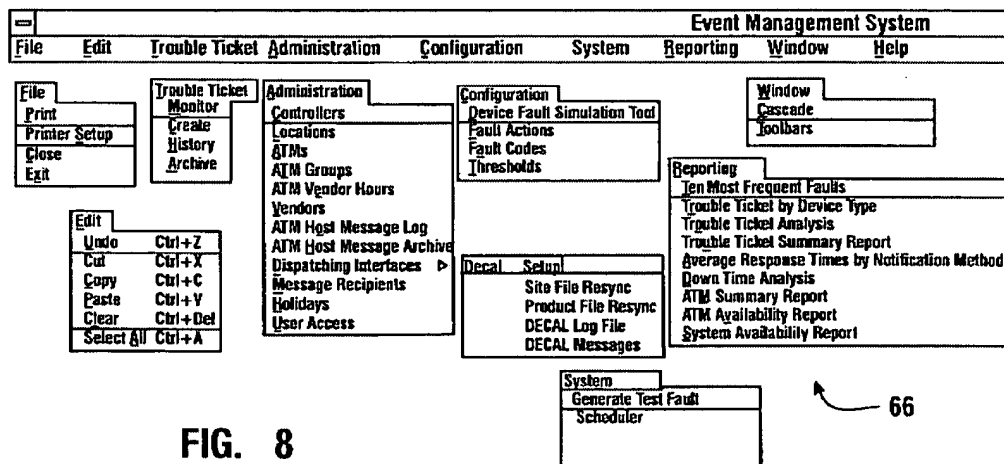 Event Management System
File Edit Trouble Ticket Administration Configuration System Reporting Window Help
File
Print
Printer Setup
Close
Exit
Trouble Ticket
Monitor
Create
History
Archive
Administration
Controllers
Locations
ATMs
ATM Groups
ATM Vendor Hours
Vendors
ATM Host Message Log
ATM Host Message Archive
Dispatching Interfaces
Message Recipients
Holidays
User Access
Configuration
Device Fault Simulation Tool
Fault Actions
Fault Codes
Thresholds
Window
Cascade
Toolbars
Reporting
Ten Most Frequent Faults
Trouble Ticket by Device Type
Trouble Ticket Analysis
Trouble Ticket Summary Report
Average Response Times by Notification Method
Down Time Analysis
ATM Summary Report
ATM Availability Report
System Availability Report
Edit
Undo Ctrl+Z
Cut Ctrl+X
Copy Ctrl+C
Paste Ctrl+V
Clear Ctrl+Del
Select All Ctrl+A
Decal Setup
Site File Resync
Product File Resync
DECAL Log File
DECAL Messages
System
Generate Test Fault
Scheduler
66
FIG. 8